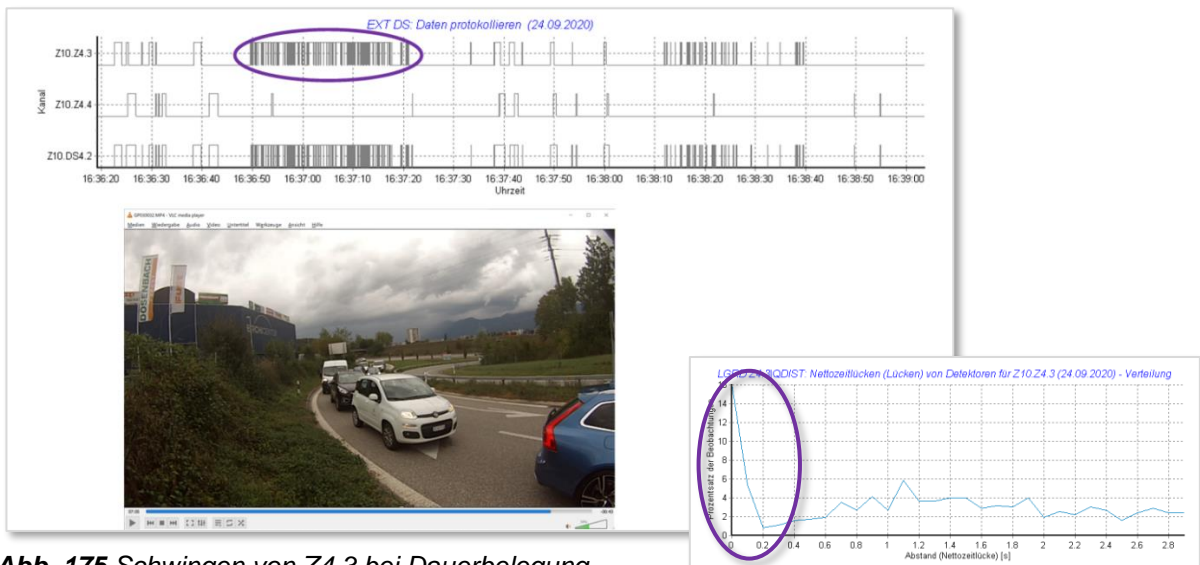 EXT DS: Daten protokollieren (24.09.2020)
Z10.Z4.3
Z10.Z4.4
Z10.DS4.2
Kanal
16:36:20 16:36:30 16:36:40 16:36:50 16:37:00 16:37:10 16:37:20 16:37:30 16:37:40 16:37:50 16:38:00 16:38:10 16:38:20 16:38:30 16:38:40 16:38:50 16:39:00
Uhrzeit
VLC media player
Medien Wiedergabe Audio Video Untertitel Werkzeuge Ansicht Hilfe
DOSENBACH
QDIST: Nettozeitlücken (Lücken) von Detektoren für Z10.Z4.3 (24.09.2020) - Verteilung
Prozentsatz der
16
14
12
10
8
6
4
2
0 0.2 0.4 0.6 0.8 1 1.2 1.4 1.6 1.8 2 2.2 2.4 2.6 2.8
Abstand (Nettozeitlücke) [s]
Abb. 175 Schwingen von Z4.3 bei Dauerbelegung